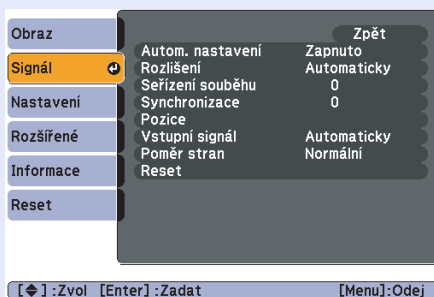 Obraz
Signál
Nastavení
Rozšířené
Informace
Reset
Zpět
Autom. nastavení Zapnuto
Rozlišení Automaticky
Seřízení souběhu 0
Synchronizace 0
Pozice
Vstupní signál Automaticky
Poměr stran Normální
Reset
[ ] :Zvol [Enter] :Zadat [Menu]:Odej